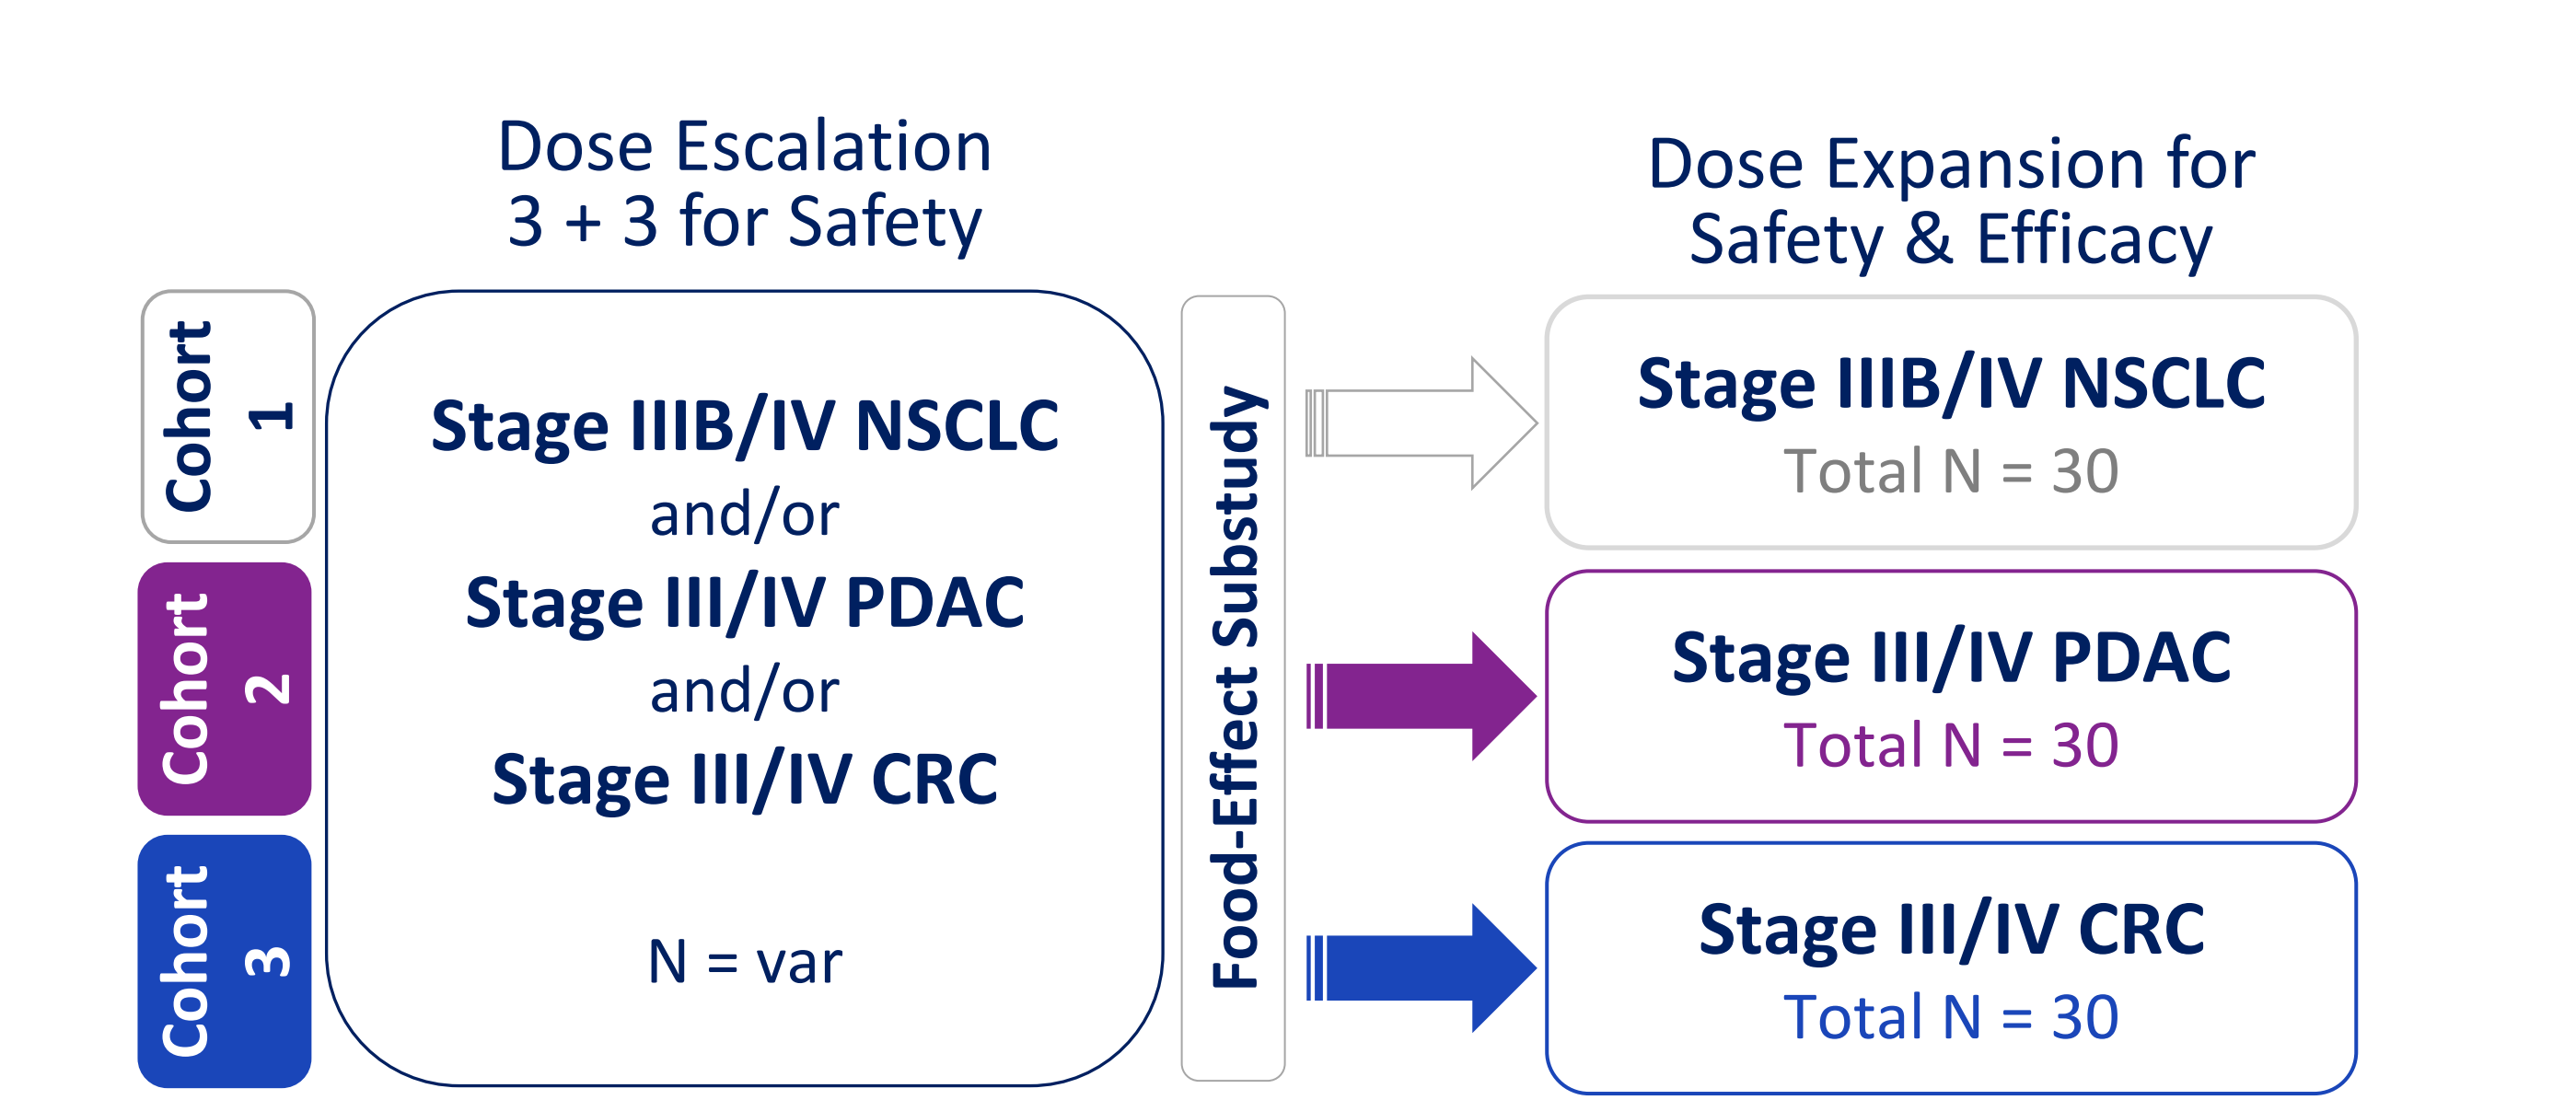 Dose Escalation
3 + 3 for Safety
Cohort
1
Cohort
2
Cohort
3
Stage IIIB/IV NSCLC
and/or
Stage III/IV PDAC
and/or
Stage III/IV CRC
N = var
Food-Effect Substudy
Dose Expansion for
Safety & Efficacy
Stage IIIB/IV NSCLC
Total N = 30
Stage III/IV PDAC
Total N = 30
Stage III/IV CRC
Total N = 30